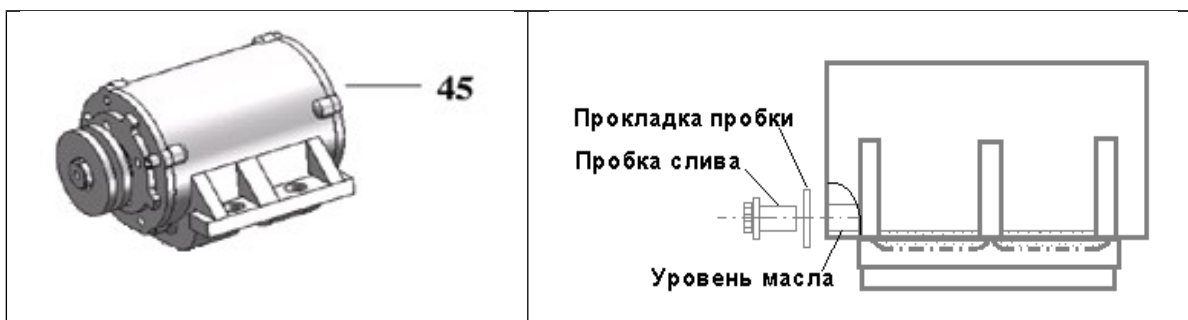 45
Прокладка пробки
Пробка слива
Уровень масла